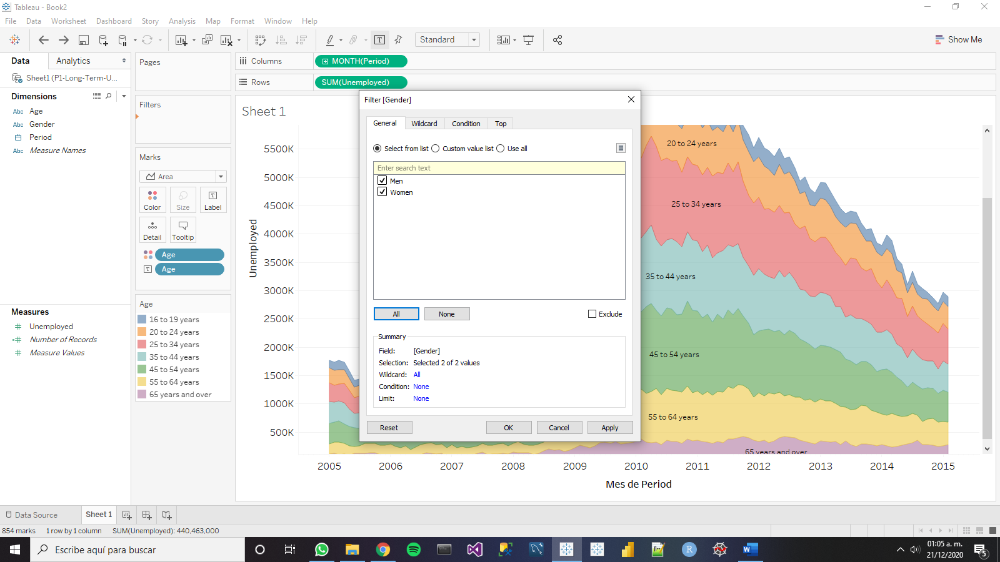 Tableau - Book2
File Data Worksheet Dashboard Story Analysis Map Format Window Help
Standard
Show Me
Data Analytics
Sheet1 (P1-Long-Term-U...
Dimensions
Abc Age
Abc Gender
Period
Abc Measure Names
Measures
Unemployed
Number of Records
Measure Values
Pages
Filters
Marks
Area
Color Size Label
Detail Tooltip
Age
Age
Age
16 to 19 years
20 to 24 years
25 to 34 years
35 to 44 years
45 to 54 years
55 to 64 years
65 years and over
Columns MONTH(Period)
Rows SUM(Unemployed)
Sheet 1
Unemployed
5500K
5000K
4500K
4000K
3500K
3000K
2500K
2000K
1500K
1000K
500K
20 to 24 years
25 to 34 years
35 to 44 years
45 to 54 years
55 to 64 years
65 years and over
2005 2006 2007 2008 2009 2010 2011 2012 2013 2014 2015
Mes de Period
Filter [Gender]
General Wildcard Condition Top
Select from list Custom value list Use all
Enter search text
Men
Women
All None Exclude
Summary
Field: [Gender]
Selection: Selected 2 of 2 values
Wildcard: All
Condition: None
Limit: None
Reset OK Cancel Apply
Data Source Sheet 1
854 marks 1 row by 1 column SUM(Unemployed): 440,463,000
Escribe aquí para buscar
01:05 a. m.
21/12/2020
5